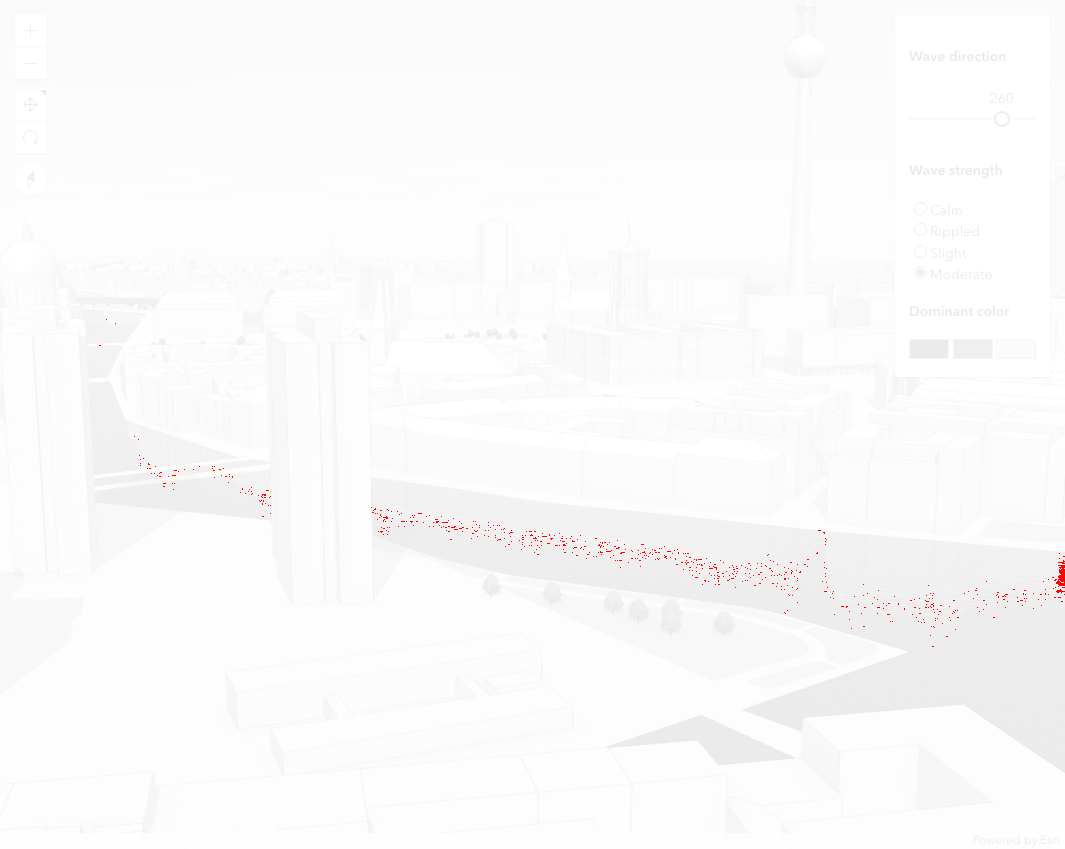 Wave direction
260
Wave strength
Calm
Rippled
Slight
Moderate
Dominant color
Powered by Esri